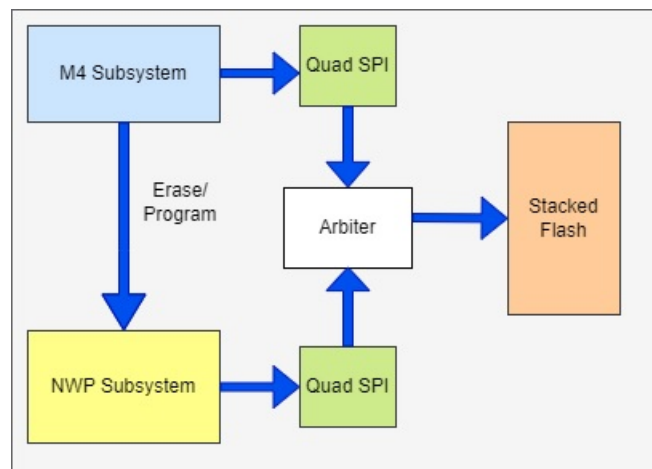 M4 Subsystem
Quad SPI
Erase/
Program
Arbiter
Stacked
Flash
NWP Subsystem
Quad SPI